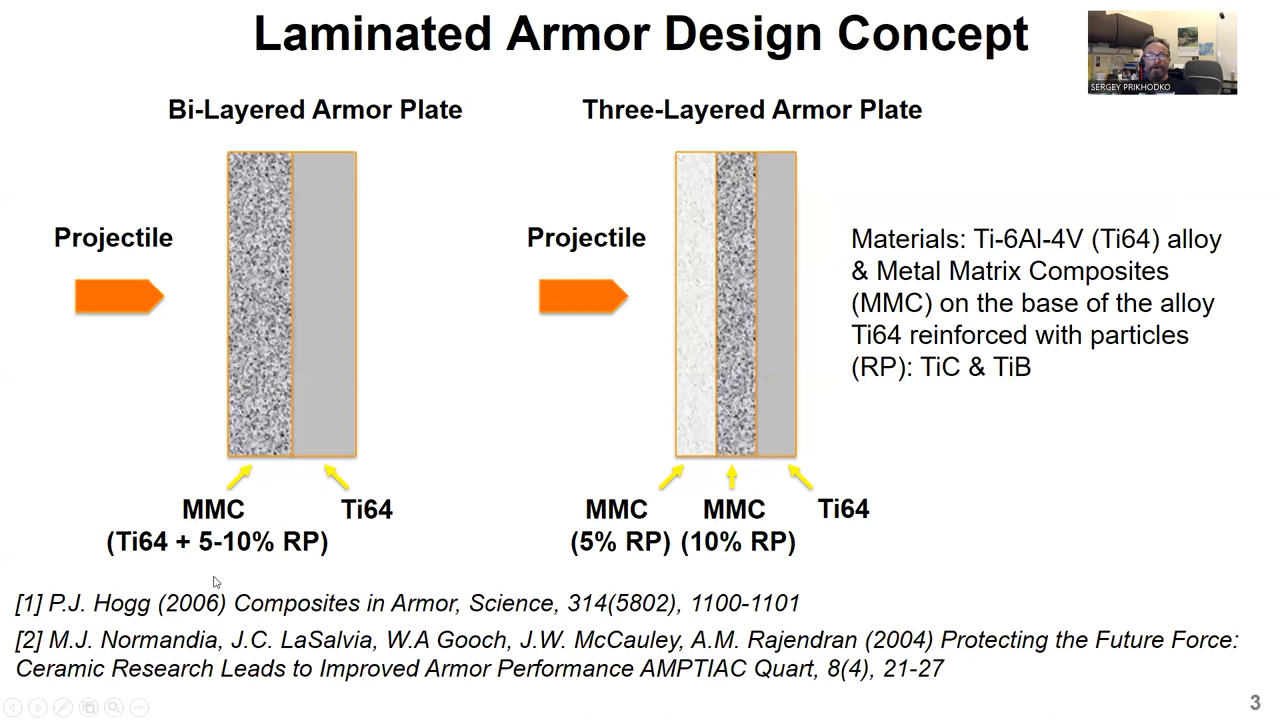 Laminated Armor Design Concept
SERGEY PRIKHODKO
Bi-Layered Armor Plate
Three-Layered Armor Plate
Projectile
Projectile
Materials: Ti-6Al-4V (Ti64) alloy
& Metal Matrix Composites
(MMC) on the base of the alloy
Ti64 reinforced with particles
(RP): TiC & TiB
MMC
(Ti64 + 5-10% RP)
Ti64
MMC
(5% RP)
MMC
(10% RP)
Ti64
[1] P.J. Hogg (2006) Composites in Armor, Science, 314(5802), 1100-1101
[2] M.J. Normandia, J.C. LaSalvia, W.A Gooch, J.W. McCauley, A.M. Rajendran (2004) Protecting the Future Force:
Ceramic Research Leads to Improved Armor Performance AMPTIAC Quart, 8(4), 21-27
3